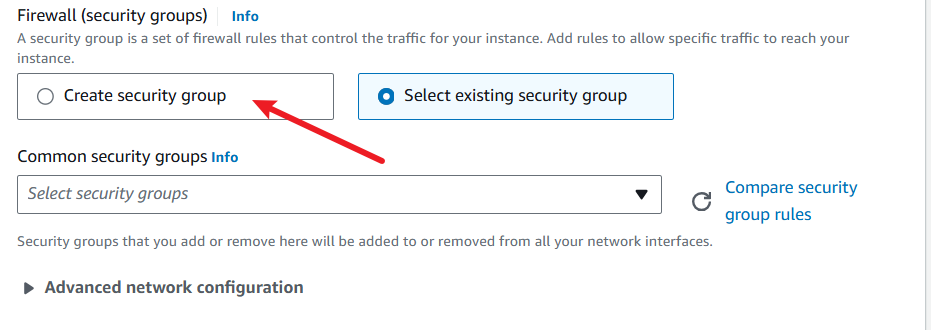 Firewall (security groups) Info
A security group is a set of firewall rules that control the traffic for your instance. Add rules to allow specific traffic to reach your
instance.
Create security group
Select existing security group
Common security groups Info
Select security groups
Compare security
group rules
Security groups that you add or remove here will be added to or removed from all your network interfaces.
Advanced network configuration